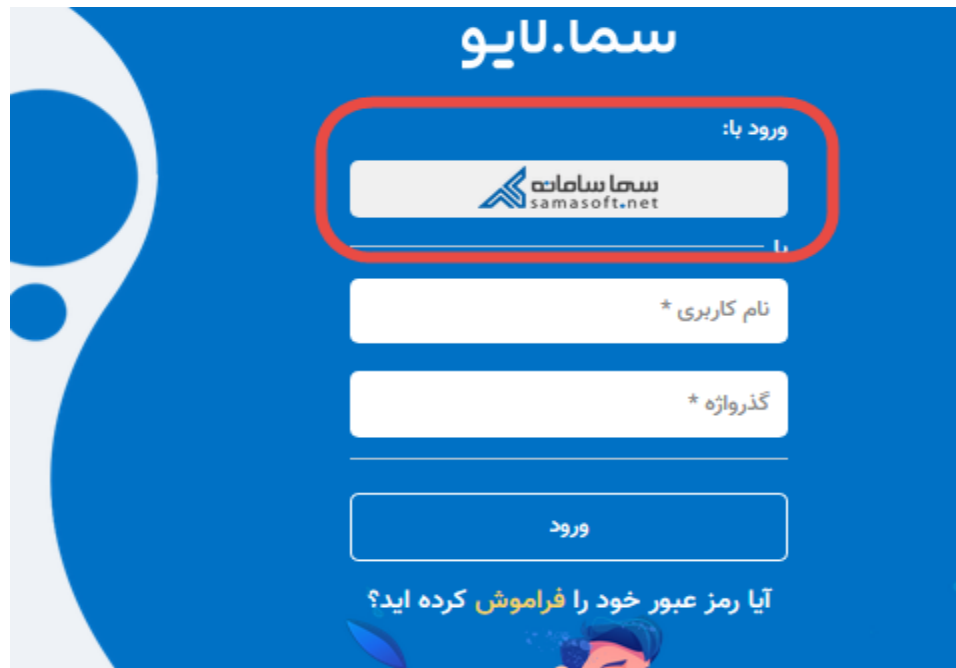 سما.لایو
ورود با:
سما سامانه
samasoft.net
یا
نام کاربری *
گذرواژه *
ورود
آیا رمز عبور خود را فراموش کرده اید؟